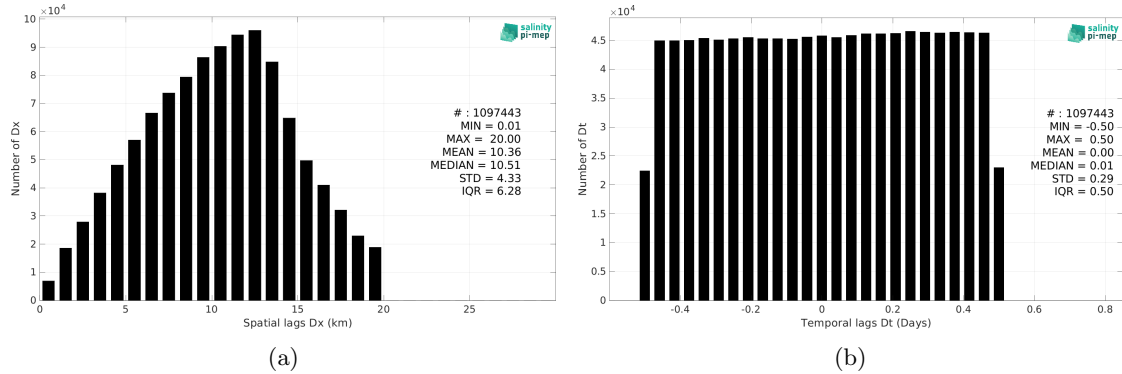 10 ×10⁴
9
8
7
6
5
4
3
2
1
0
Number of Dx
0 5 10 15 20 25
Spatial lags Dx (km)
salinity
pi-mep
# : 1097443
MIN = 0.01
MAX = 20.00
MEAN = 10.36
MEDIAN = 10.51
STD = 4.33
IQR = 6.28
(a)
×10⁴
4.5
4
3.5
3
2.5
2
1.5
1
0.5
0
Number of Dt
-0.4 -0.2 0 0.2 0.4 0.6 0.8
Temporal lags Dt (Days)
salinity
pi-mep
# : 1097443
MIN = -0.50
MAX = 0.50
MEAN = 0.00
MEDIAN = 0.01
STD = 0.29
IQR = 0.50
(b)